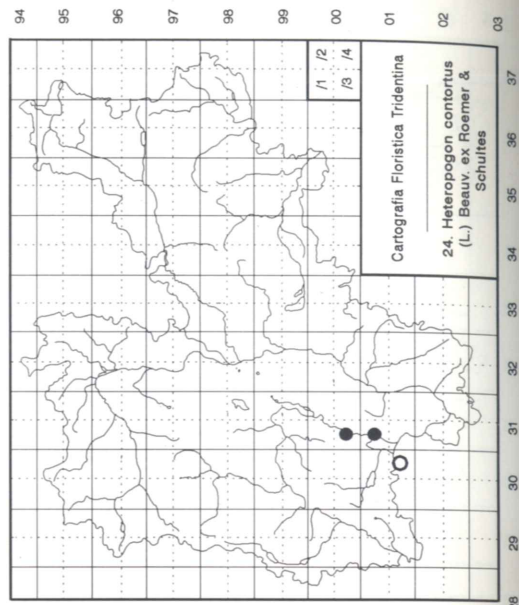 94
95
96
97
98
99
00
01
02
03
/1 /2
/3 /4
Cartografia Floristica Tridentina
24. Heteropogon contortus
(L.) Beauv. ex Roemer &
Schultes
28 29 30 31 32 33 34 35 36 37